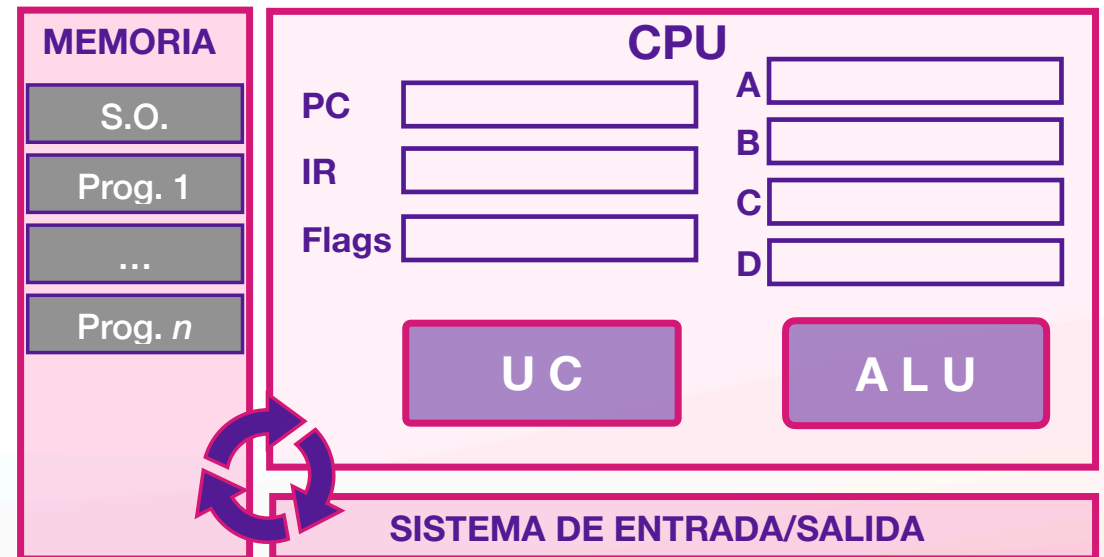 MEMORIA
S.O.
Prog. 1
...
Prog. n
CPU
PC
IR
Flags
A
B
C
D
U C
A L U
SISTEMA DE ENTRADA/SALIDA